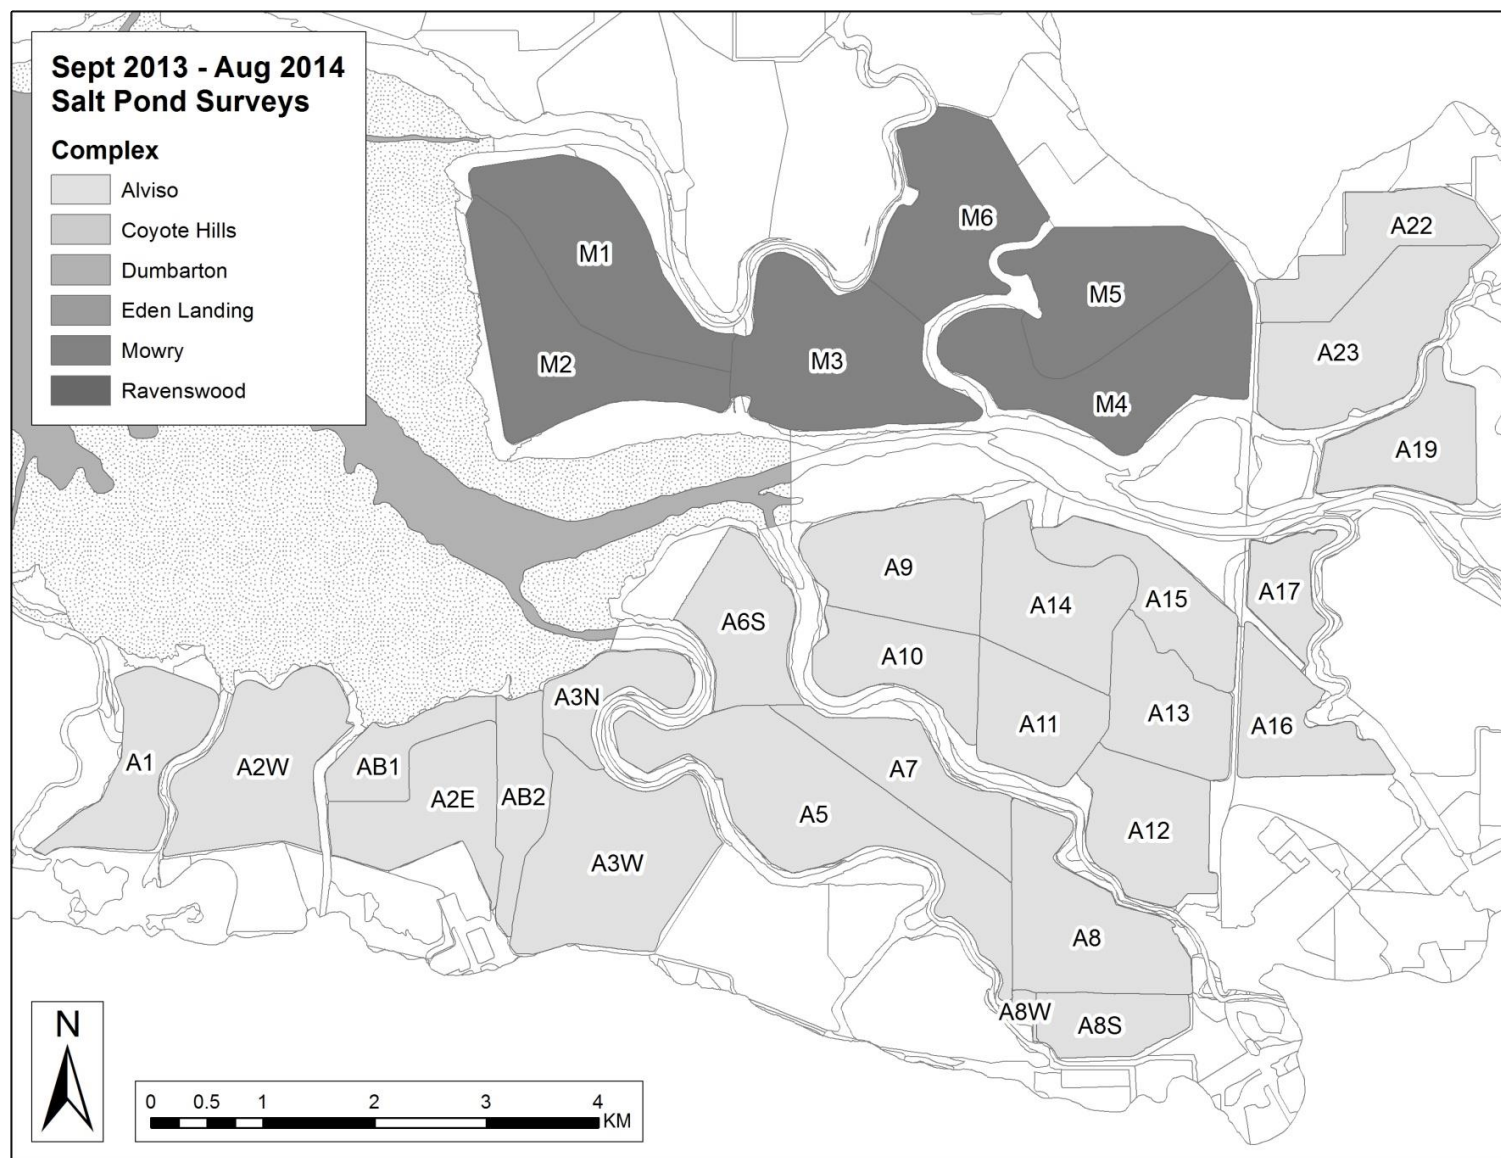 Sept 2013 - Aug 2014
Salt Pond Surveys
Complex
Alviso
Coyote Hills
Dumbarton
Eden Landing
Mowry
Ravenswood
M6
A22
M1
M5
A23
M2
M3
M4
A19
A9
A17
A15
A14
A6S
A10
A3N
A13
A11
A16
A1
A2W
AB1
A7
A2E
AB2
A5
A12
A3W
A8
A8W
A8S
N
0 0.5 1 2 3 4
KM